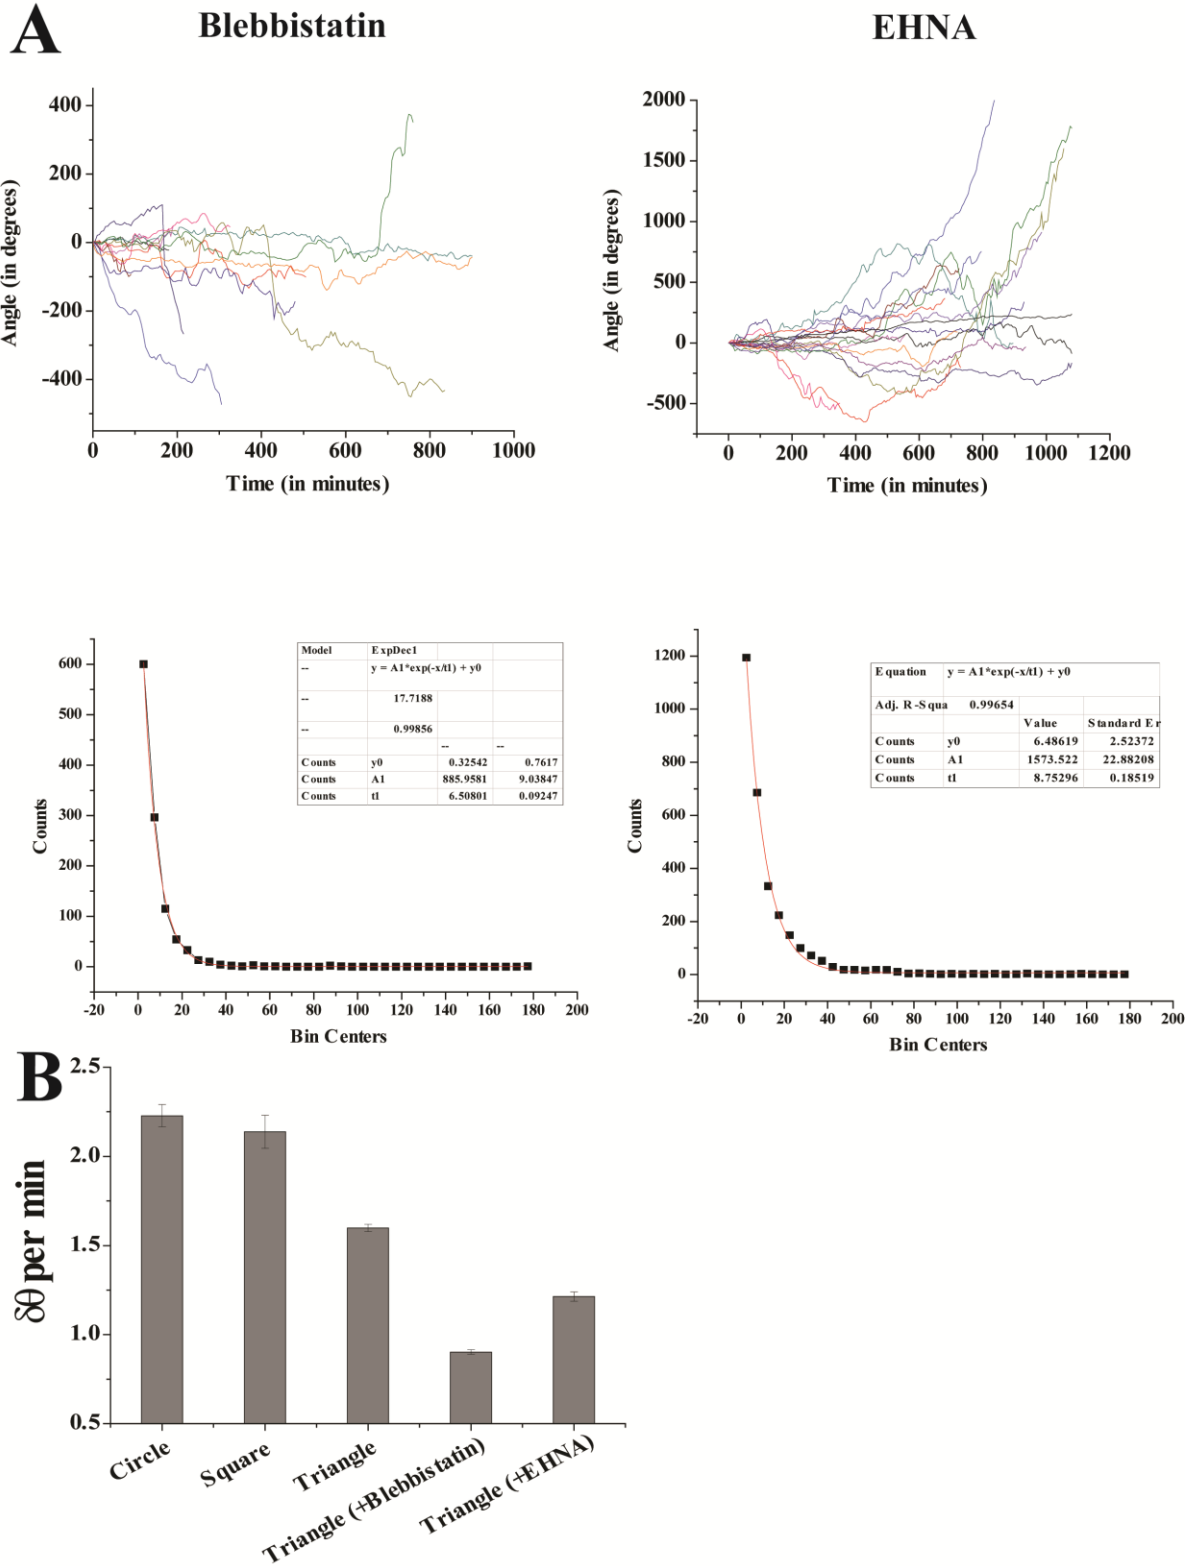 A
Blebbistatin
EHNA
400
200
0
-200
-400
Angle (in degrees)
0 200 400 600 800 1000
Time (in minutes)
2000
1500
1000
500
0
-500
Angle (in degrees)
0 200 400 600 800 1000 1200
Time (in minutes)
600
500
400
300
200
100
0
Counts
-20 0 20 40 60 80 100 120 140 160 180 200
Bin Centers
Model ExpDec1
-- y = A1*exp(-x/t1) + y0
-- 17.7188
-- 0.99856
-- --
Counts y0 0.32542 0.7617
Counts A1 885.9581 9.03847
Counts t1 6.50801 0.09247
1200
1000
800
600
400
200
0
Counts
-20 0 20 40 60 80 100 120 140 160 180 200
Bin Centers
Equation y = A1*exp(-x/t1) + y0
Adj. R-Squa 0.99654
Value Standard Er
Counts y0 6.48619 2.52372
Counts A1 1573.522 22.88208
Counts t1 8.75296 0.18519
B
2.5
2.0
1.5
1.0
0.5
δθ per min
Circle
Square
Triangle
Triangle (+Blebbistatin)
Triangle (+EHNA)